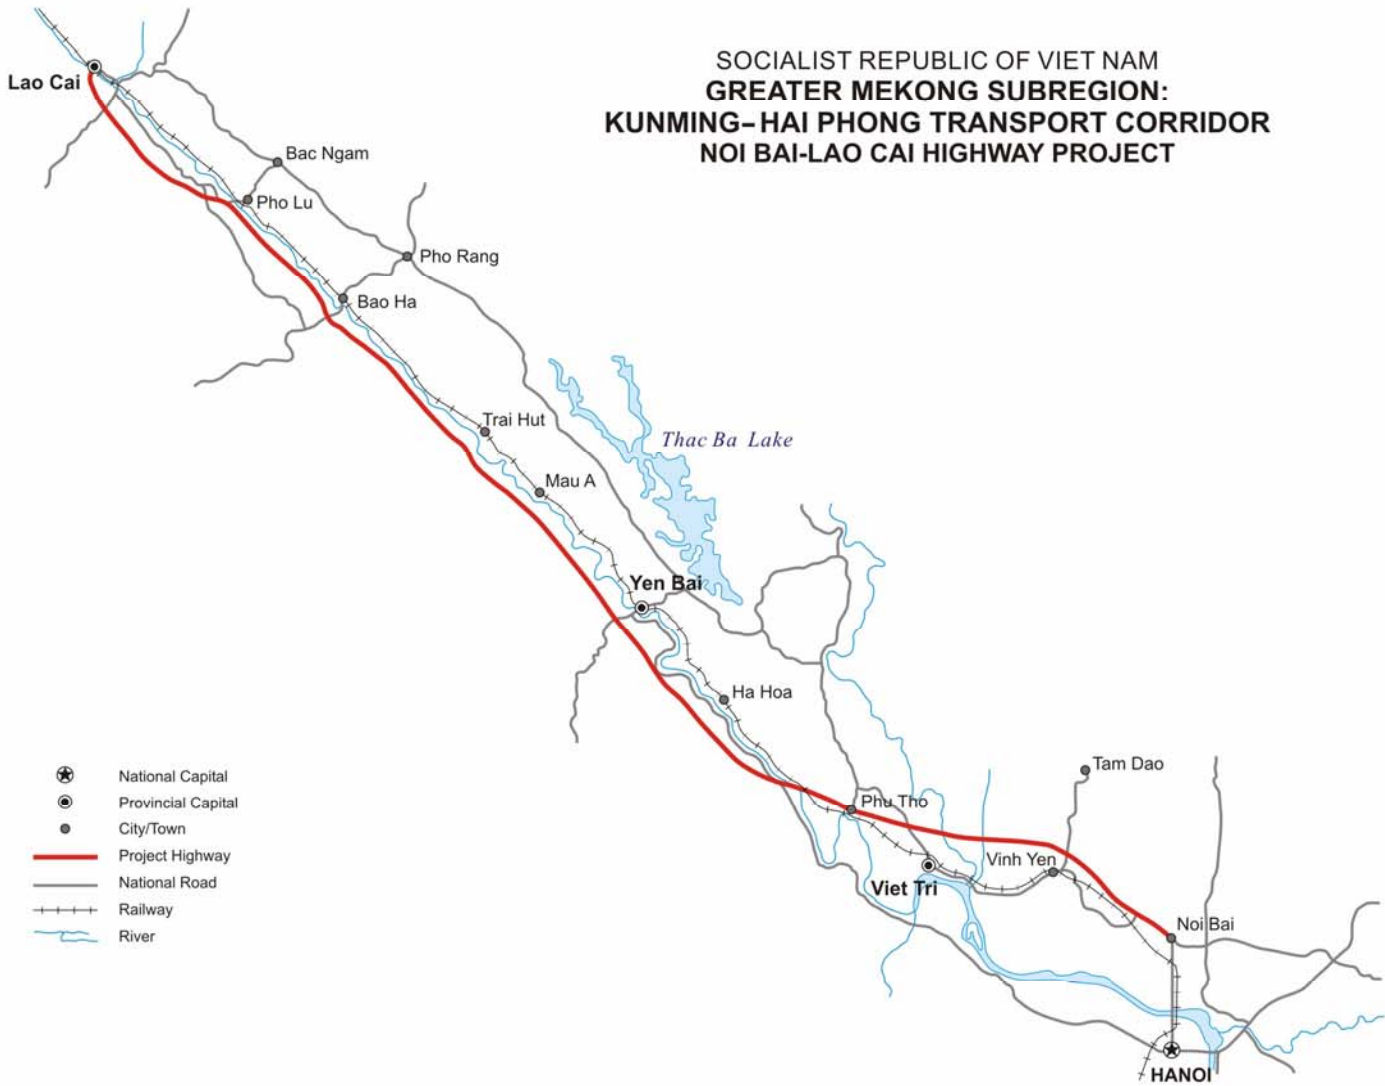 SOCIALIST REPUBLIC OF VIET NAM
GREATER MEKONG SUBREGION:
KUNMING–HAI PHONG TRANSPORT CORRIDOR
NOI BAI-LAO CAI HIGHWAY PROJECT
Lao Cai
Bac Ngam
Pho Lu
Pho Rang
Bao Ha
Trai Hut
Thac Ba Lake
Mau A
Yen Bai
Ha Hoa
Tam Dao
Phu Tho
Vinh Yen
Viet Tri
Noi Bai
HANOI
National Capital
Provincial Capital
City/Town
Project Highway
National Road
Railway
River